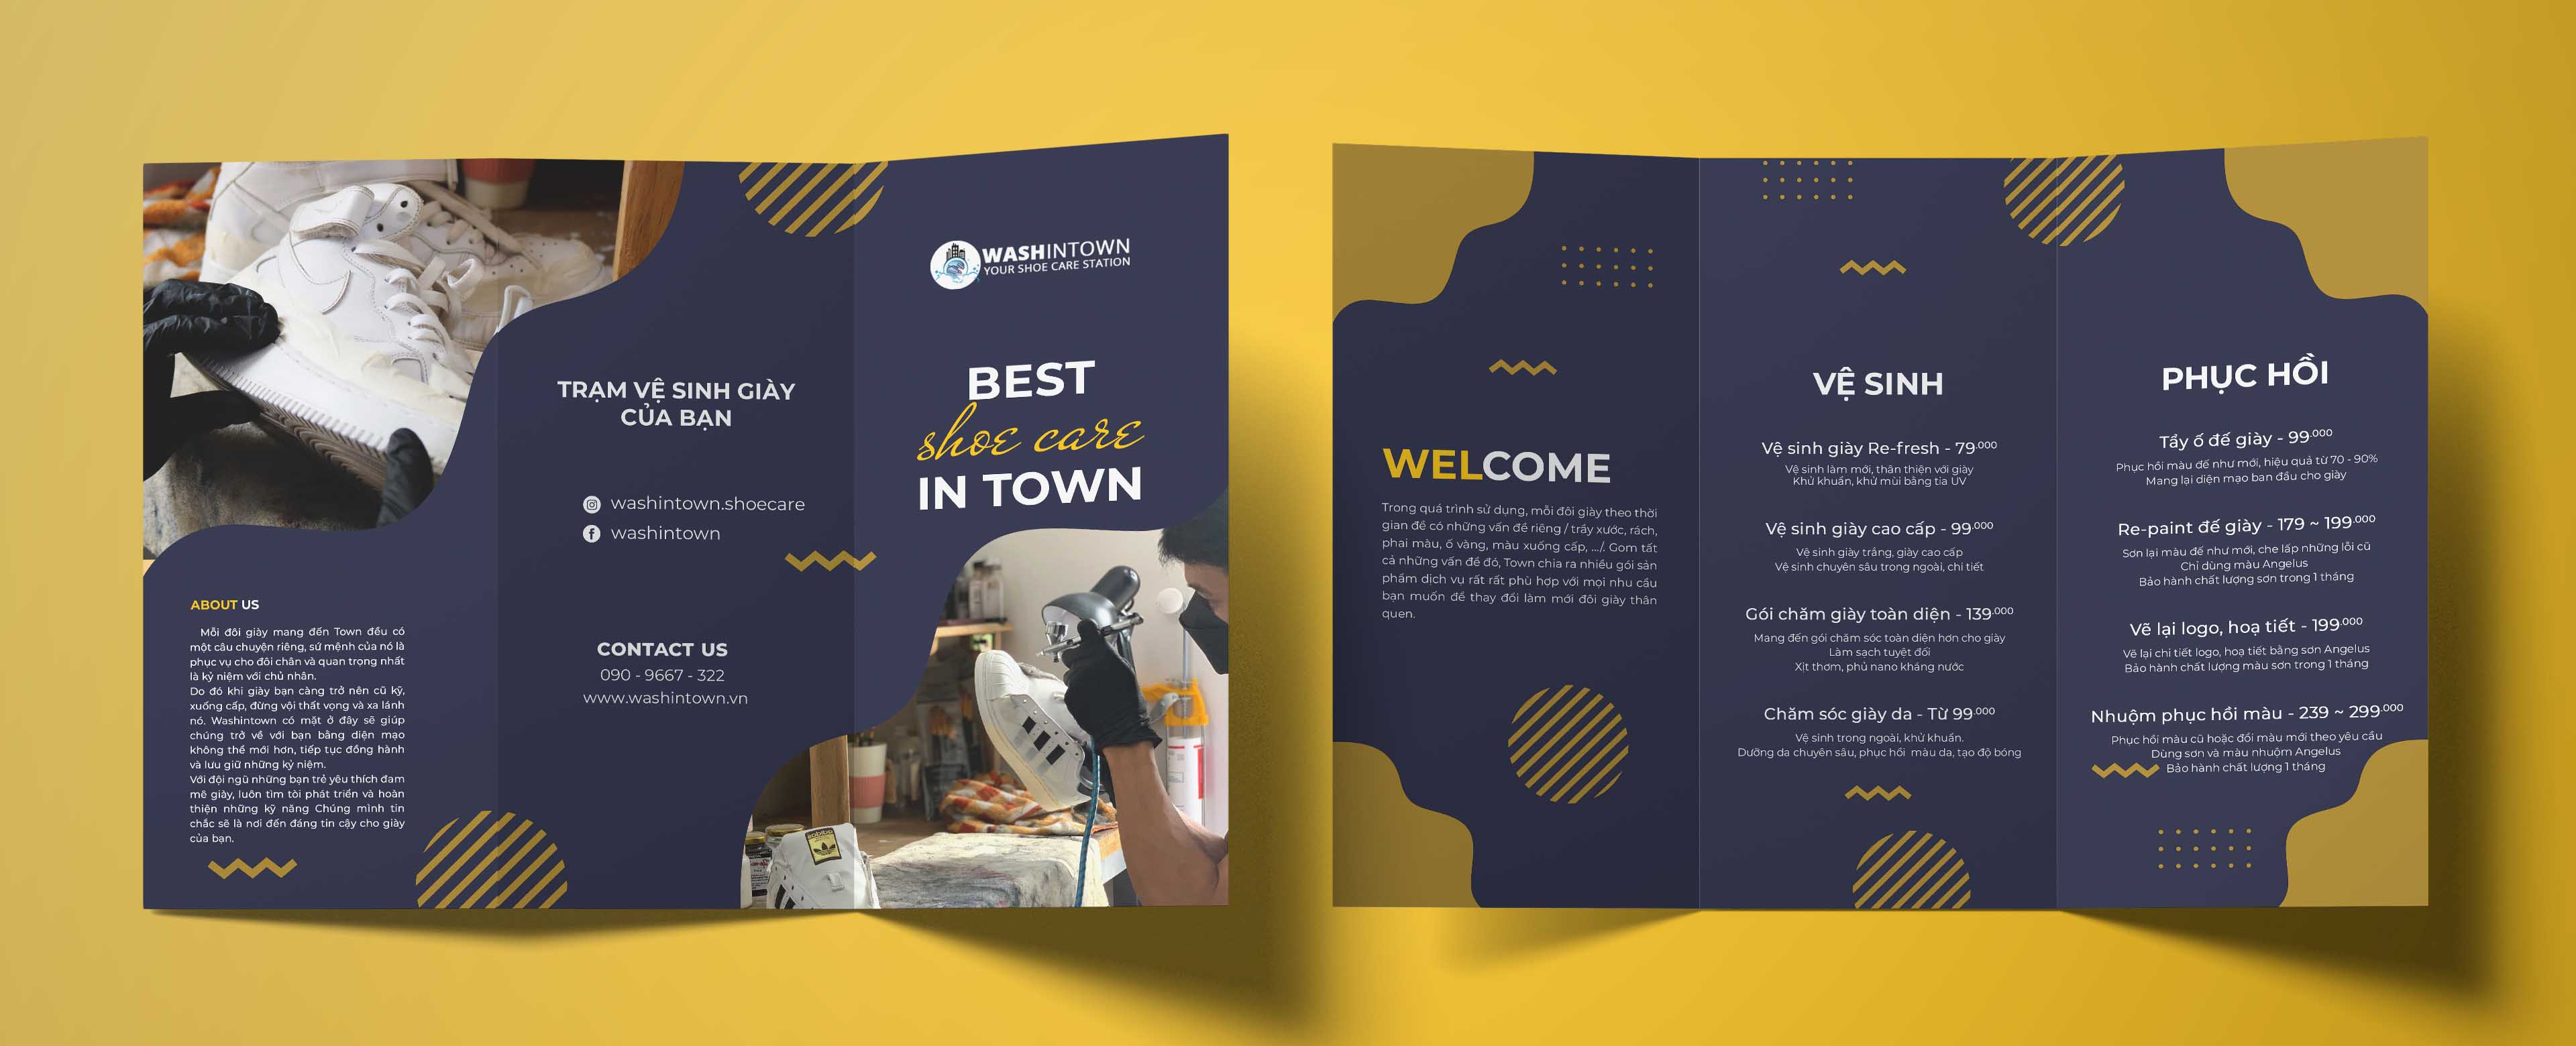 ABOUT US
Mỗi đôi giày mang đến Town đều có
một câu chuyện riêng, sứ mệnh của nó là
phục vụ cho đôi chân và quan trọng nhất
là kỷ niệm với chủ nhân.
Do đó khi giày bạn càng trở nên cũ kỹ,
xuống cấp, đừng vội thất vọng và xa lánh
nó. Washintown có mặt ở đây sẽ giúp
chúng trở về với bạn bằng diện mạo
không thể mới hơn, tiếp tục đồng hành
và lưu giữ những kỷ niệm.
Với đội ngũ những bạn trẻ yêu thích đam
mê giày, luôn tìm tòi phát triển và hoàn
thiện những kỹ năng Chúng mình tin
chắc sẽ là nơi đến đáng tin cậy cho giày
của bạn.
TRẠM VỆ SINH GIÀY
CỦA BẠN
washintown.shoecare
washintown
CONTACT US
090 - 9667 - 322
www.washintown.vn
WASHINTOWN
YOUR SHOE CARE STATION
BEST
shoe care
IN TOWN
adidas
WELCOME
Trong quá trình sử dụng, mỗi đôi giày theo thời
gian đề có những vấn đề riêng / trầy xước, rách,
phai màu, ố vàng, màu xuống cấp, .../. Gom tất
cả những vấn đề đó, Town chia ra nhiều gói sản
phẩm dịch vụ rất rất phù hợp với mọi nhu cầu
bạn muốn để thay đổi làm mới đôi giày thân
quen.
VỆ SINH
Vệ sinh giày Re-fresh - 79.000
Vệ sinh làm mới, thân thiện với giày
Khử khuẩn, khử mùi bằng tia UV
Vệ sinh giày cao cấp - 99.000
Vệ sinh giày trắng, giày cao cấp
Vệ sinh chuyên sâu trong ngoài, chi tiết
Gói chăm giày toàn diện - 139.000
Mang đến gói chăm sóc toàn diện hơn cho giày
Làm sạch tuyệt đối
Xịt thơm, phủ nano kháng nước
Chăm sóc giày da - Từ 99.000
Vệ sinh trong ngoài, khử khuẩn.
Dưỡng da chuyên sâu, phục hồi màu da, tạo độ bóng
PHỤC HỒI
Tẩy ố đế giày - 99.000
Phục hồi màu đế như mới, hiệu quả từ 70 - 90%
Mang lại diện mạo ban đầu cho giày
Re-paint đế giày - 179 ~ 199.000
Sơn lại màu đế như mới, che lấp những lỗi cũ
Chỉ dùng màu Angelus
Bảo hành chất lượng sơn trong 1 tháng
Vẽ lại logo, hoạ tiết - 199.000
Vẽ lại chi tiết logo, hoạ tiết bằng sơn Angelus
Bảo hành chất lượng màu sơn trong 1 tháng
Nhuộm phục hồi màu - 239 ~ 299.000
Phục hồi màu cũ hoặc đổi màu mới theo yêu cầu
Dùng sơn và màu nhuộm Angelus
Bảo hành chất lượng 1 tháng